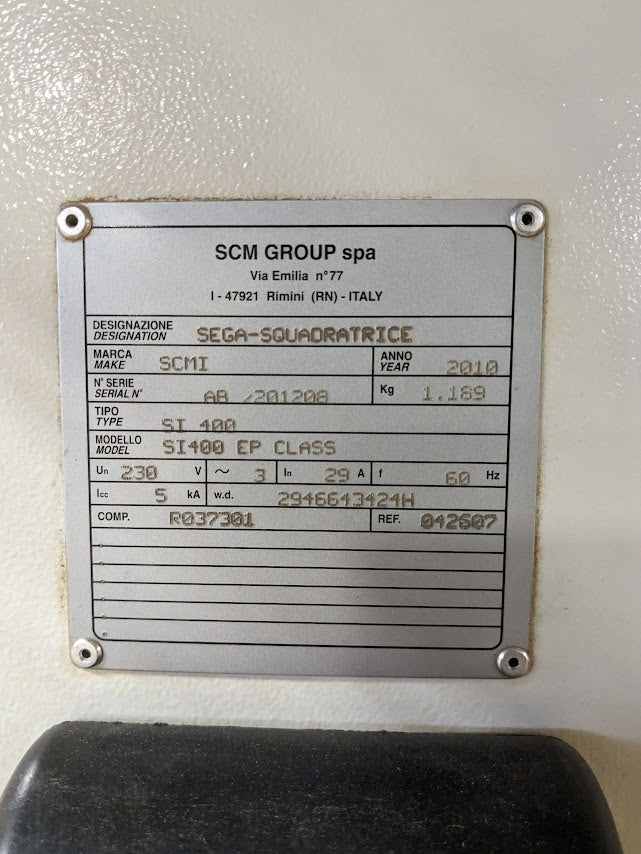 SCM GROUP spa
Via Emilia n°77
I - 47921 Rimini (RN) - ITALY
DESIGNAZIONE
DESIGNATION
SEGA-SQUADRATRICE
MARCA
MAKE
SCMI
ANNO
YEAR
2010
N° SERIE
SERIAL N°
AB /201208
Kg 1.189
TIPO
TYPE
SI 400
MODELLO
MODEL
SI400 EP CLASS
Un 230 V ~ 3 In 29 A f 60 Hz
Icc 5 kA w.d. 2946643424H
COMP. R037301 REF. 042607